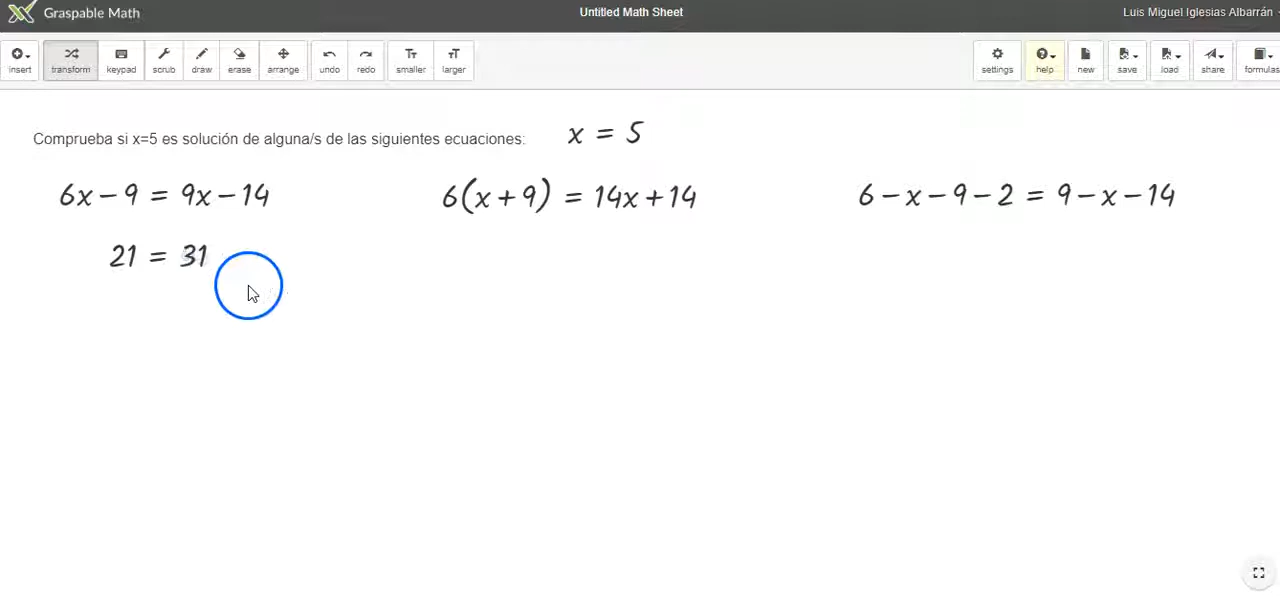 Graspable Math
Untitled Math Sheet
Luis Miguel Iglesias Albarrán
insert transform keypad scrub draw erase arrange undo redo smaller larger settings help new save load share formulas
Comprueba si x=5 es solución de alguna/s de las siguientes ecuaciones: x = 5
6x − 9 = 9x − 14
6(x + 9) = 14x + 14
6 − x − 9 − 2 = 9 − x − 14
21 = 31